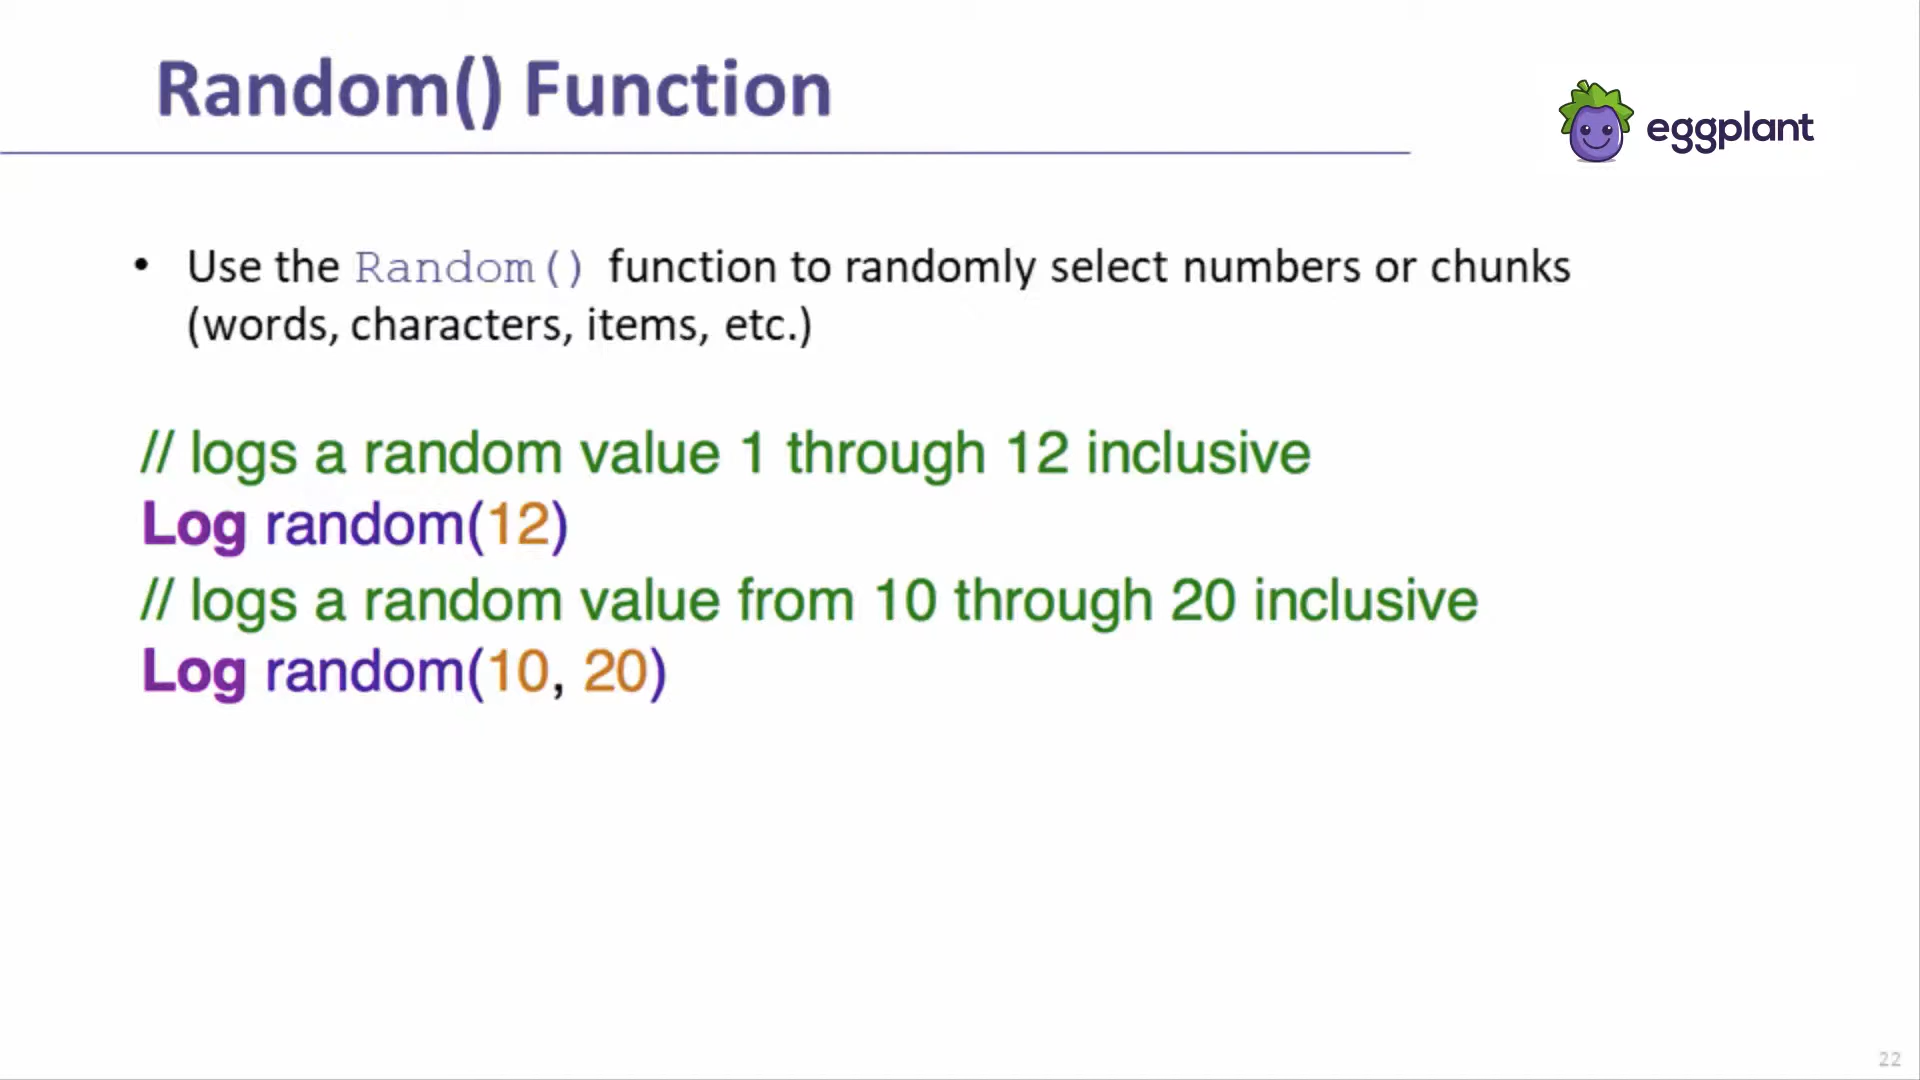 Random() Function
eggplant
• Use the Random() function to randomly select numbers or chunks
(words, characters, items, etc.)
// logs a random value 1 through 12 inclusive
Log random(12)
// logs a random value from 10 through 20 inclusive
Log random(10, 20)
22